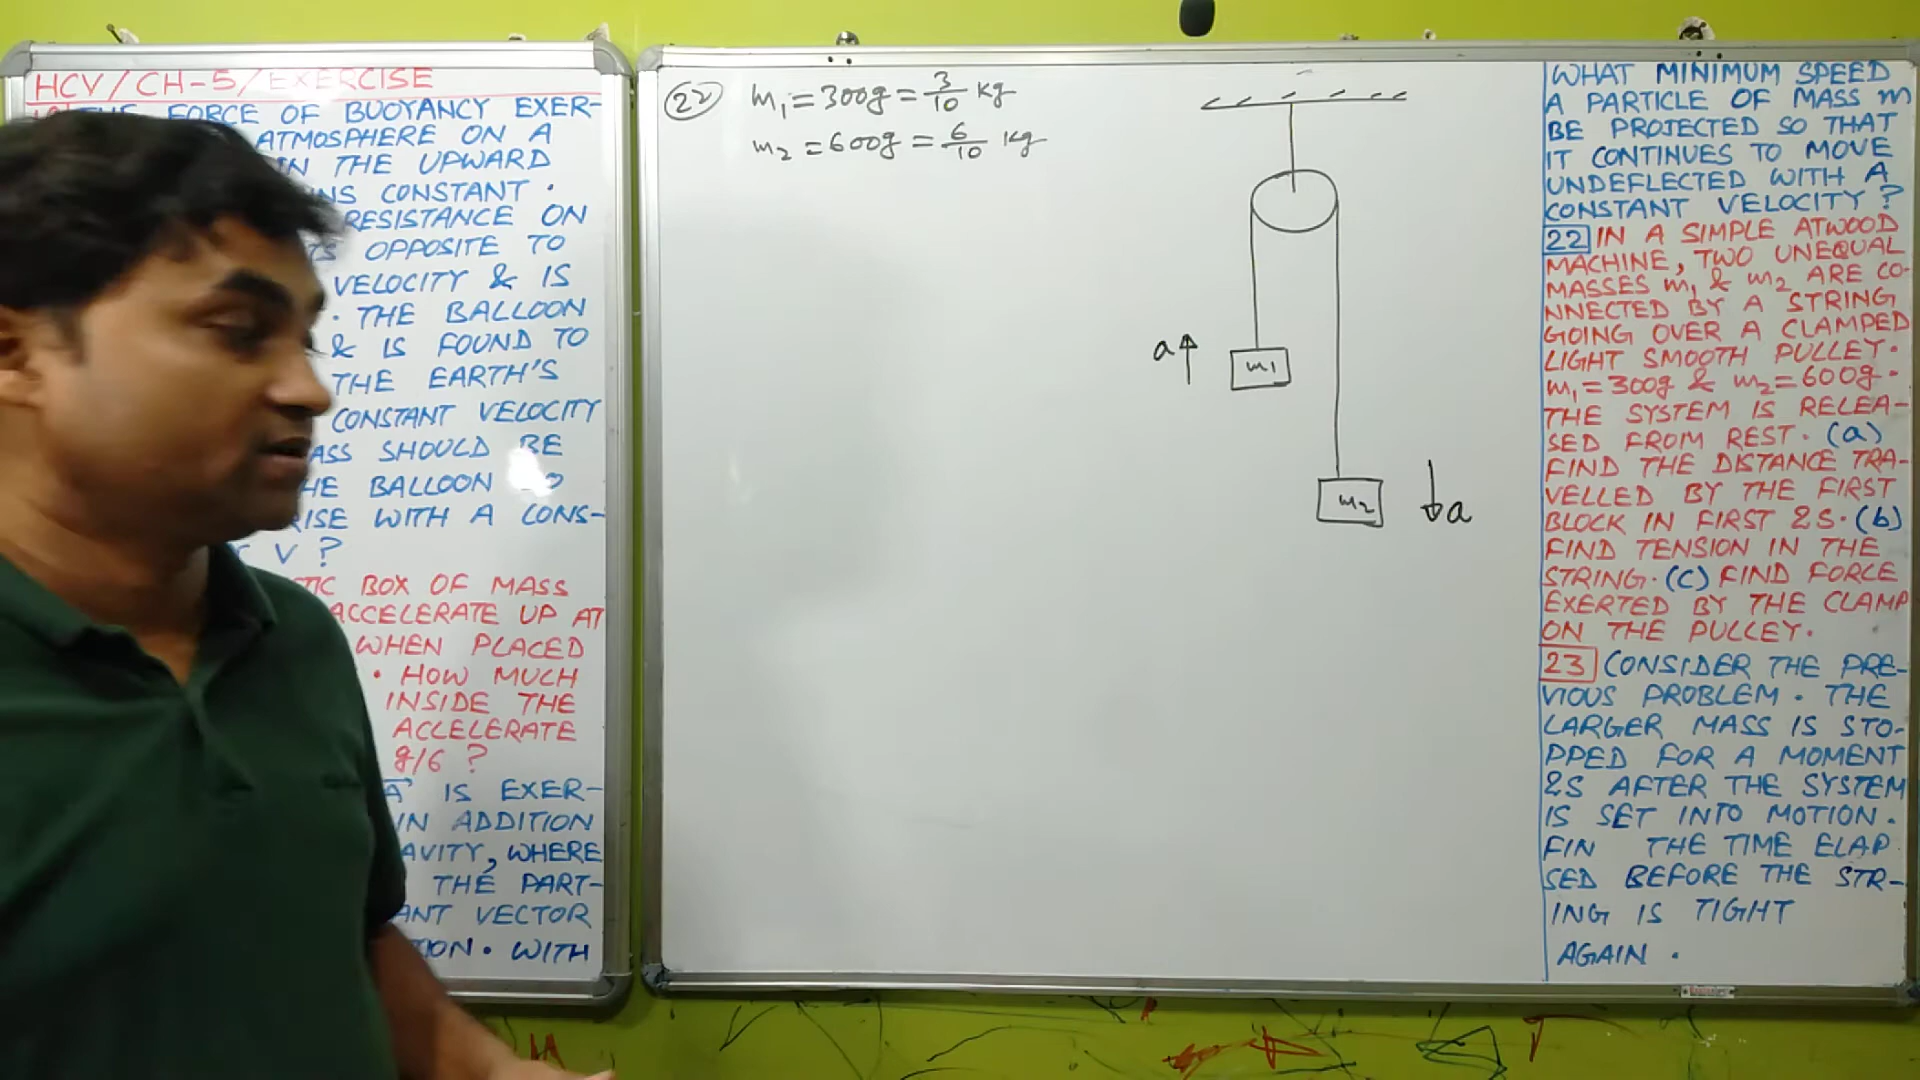 HCV/CH-5/EXERCISE
THE FORCE OF BUOYANCY EXER-
ATMOSPHERE ON A
IN THE UPWARD
NS CONSTANT.
RESISTANCE ON
TS OPPOSITE TO
VELOCITY & IS
. THE BALLOON
& IS FOUND TO
THE EARTH'S
CONSTANT VELOCITY
ASS SHOULD BE
HE BALLOON
RISE WITH A CONS-
V ?
TIC BOX OF MASS
ACCELERATE UP AT
WHEN PLACED
. HOW MUCH
INSIDE THE
ACCELERATE
g/6 ?
A IS EXER-
IN ADDITION
AVITY, WHERE
THE PART-
ANT VECTOR
TION. WITH
22 m₁ = 300g = 3/10 kg
m₂ = 600g = 6/10 kg
a
m₁
m₂
a
WHAT MINIMUM SPEED
A PARTICLE OF MASS m
BE PROJECTED SO THAT
IT CONTINUES TO MOVE
UNDEFLECTED WITH A
CONSTANT VELOCITY ?
22 IN A SIMPLE ATWOOD
MACHINE, TWO UNEQUAL
MASSES m₁ & m₂ ARE CO-
NNECTED BY A STRING
GOING OVER A CLAMPED
LIGHT SMOOTH PULLEY.
m₁=300g & m₂=600g.
THE SYSTEM IS RELEA-
SED FROM REST. (a)
FIND THE DISTANCE TRA-
VELLED BY THE FIRST
BLOCK IN FIRST 2S. (b)
FIND TENSION IN THE
STRING. (C) FIND FORCE
EXERTED BY THE CLAMP
ON THE PULLEY.
23 CONSIDER THE PRE-
VIOUS PROBLEM. THE
LARGER MASS IS STO-
PPED FOR A MOMENT
2S AFTER THE SYSTEM
IS SET INTO MOTION.
FIN THE TIME ELAP
SED BEFORE THE STR-
ING IS TIGHT
AGAIN.